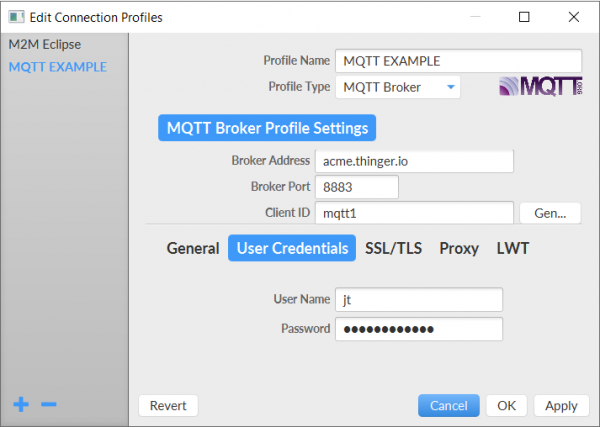 Edit Connection Profiles
M2M Eclipse
MQTT EXAMPLE
Profile Name MQTT EXAMPLE
Profile Type MQTT Broker
MQTT.ORG
MQTT Broker Profile Settings
Broker Address acme.thinger.io
Broker Port 8883
Client ID mqtt1 Gen...
General User Credentials SSL/TLS Proxy LWT
User Name jt
Password ●●●●●●●●●●●●
Revert Cancel OK Apply